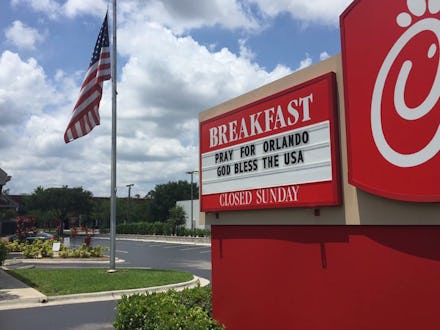 BREAKFAST
PRAY FOR ORLANDO
GOD BLESS THE USA
CLOSED SUNDAY